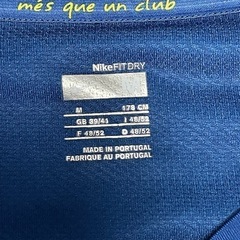 més que un club
NikeFITDRY
M 178 CM
GB 39/41 I 48/52
F 48/52 D 48/52
MADE IN PORTUGAL
FABRIQUE AU PORTUGAL